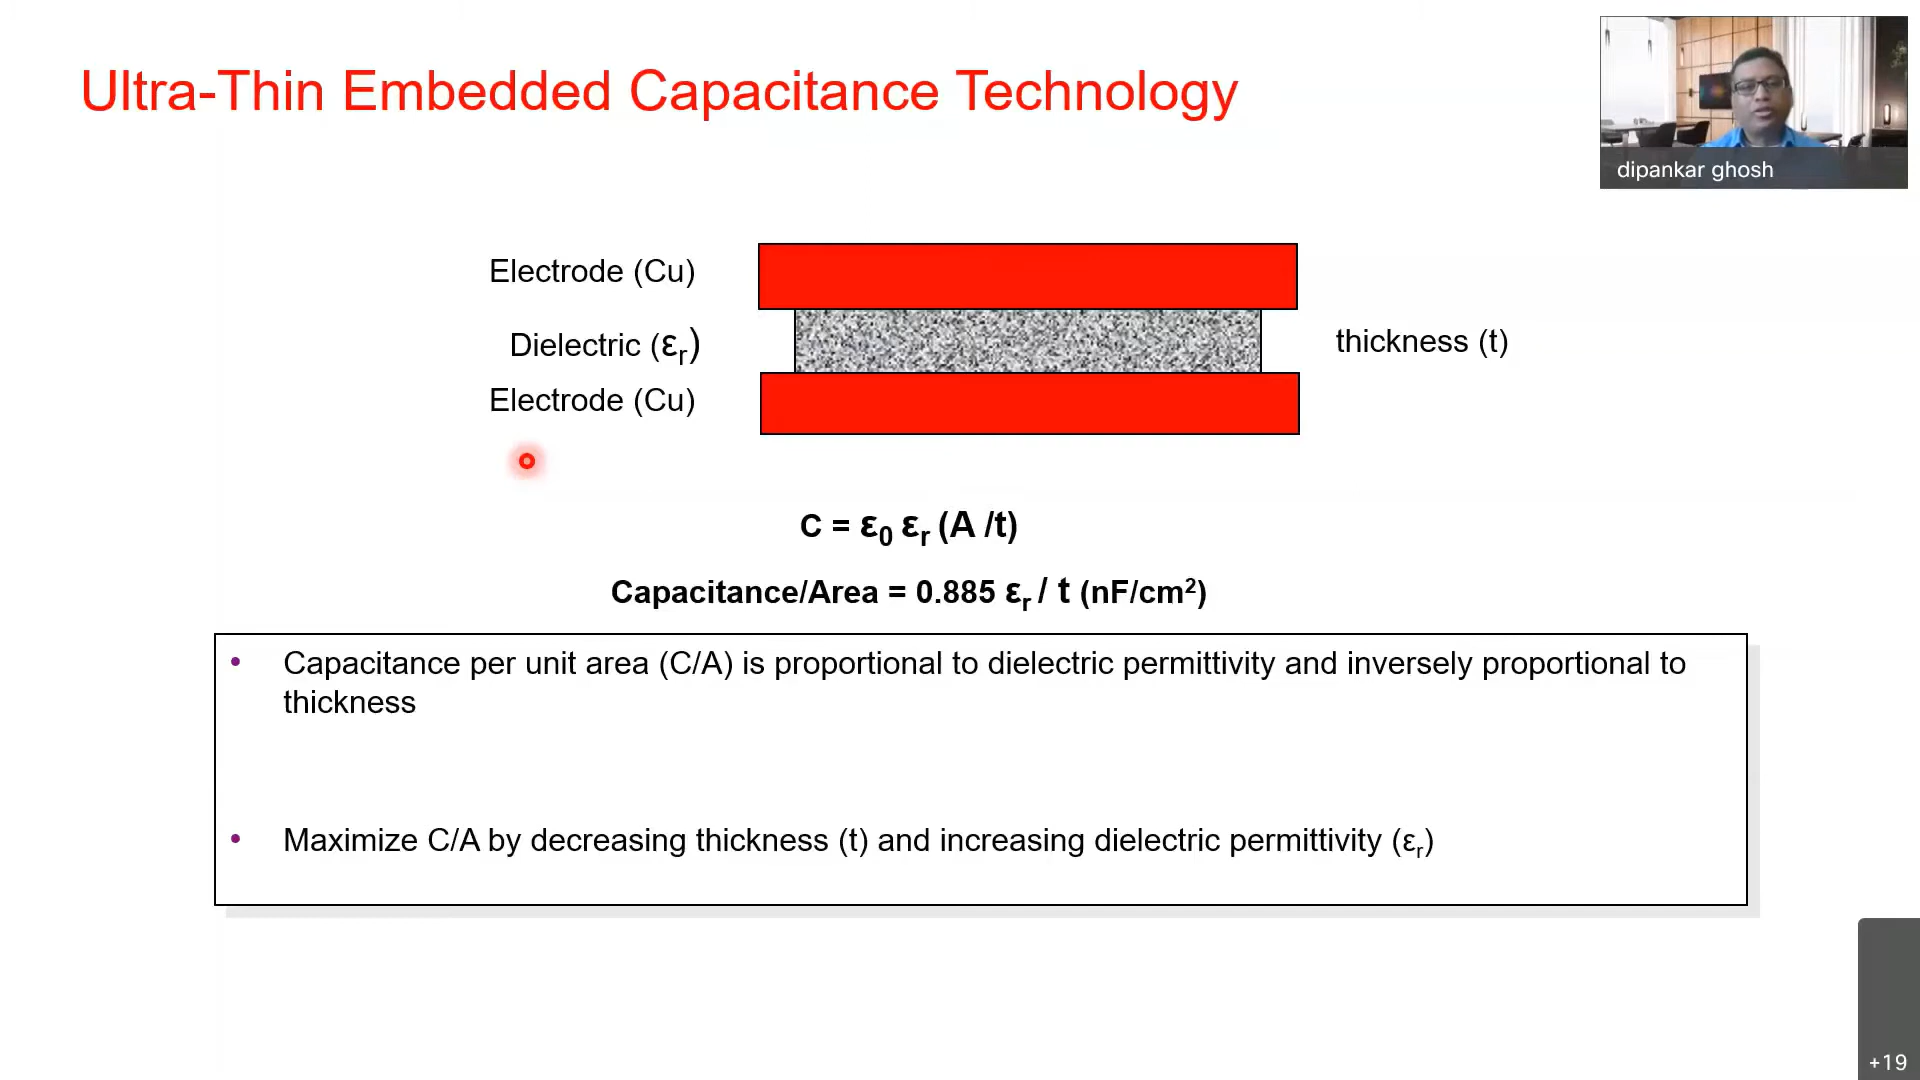 Ultra-Thin Embedded Capacitance Technology
dipankar ghosh
Electrode (Cu)
Dielectric (εr)
thickness (t)
Electrode (Cu)
C = ε0 εr (A /t)
Capacitance/Area = 0.885 εr / t (nF/cm²)
• Capacitance per unit area (C/A) is proportional to dielectric permittivity and inversely proportional to
thickness
• Maximize C/A by decreasing thickness (t) and increasing dielectric permittivity (εr)
+19